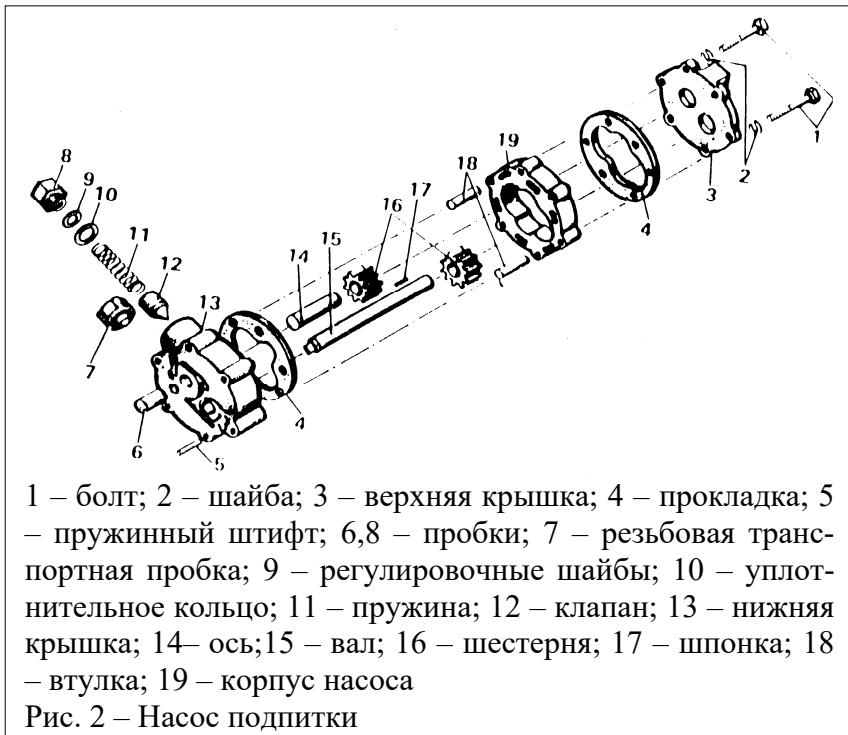 8
9
10
11
12
13
7
6
5
4
14
15
16
17
18
19
4
3
2
1
1 – болт; 2 – шайба; 3 – верхняя крышка; 4 – прокладка; 5
– пружинный штифт; 6,8 – пробки; 7 – резьбовая транс-
портная пробка; 9 – регулировочные шайбы; 10 – уплот-
нительное кольцо; 11 – пружина; 12 – клапан; 13 – нижняя
крышка; 14– ось;15 – вал; 16 – шестерня; 17 – шпонка; 18
– втулка; 19 – корпус насоса
Рис. 2 – Насос подпитки